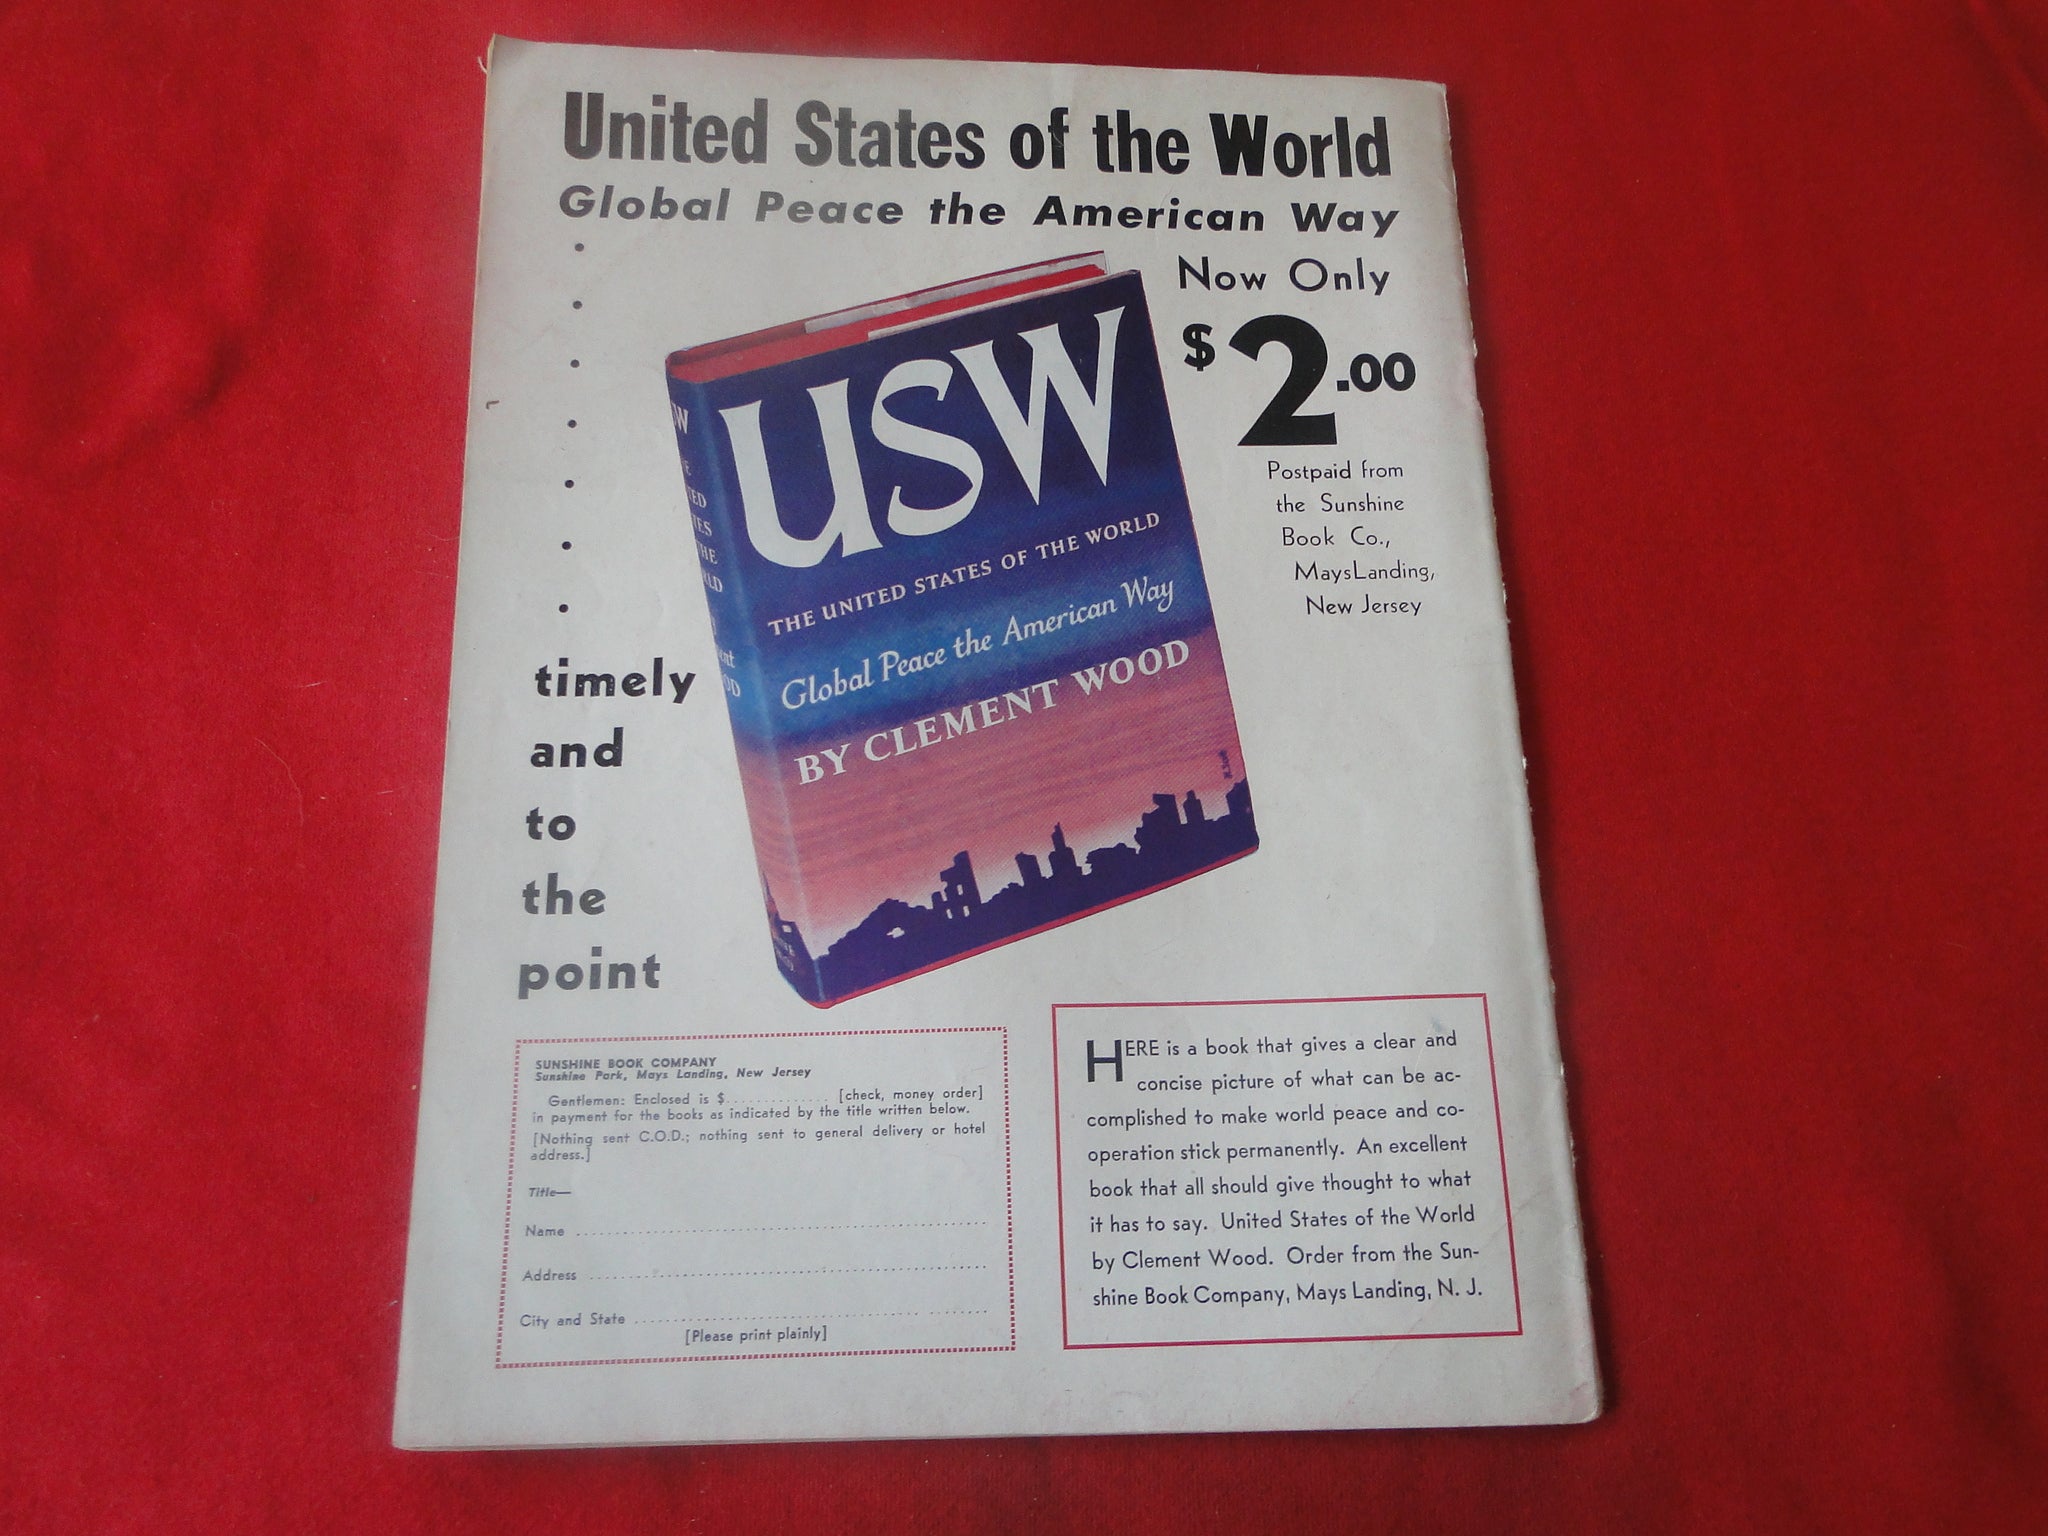 United States of the World
Global Peace the American Way
Now Only
$2.00
Postpaid from
the Sunshine
Book Co.,
MaysLanding,
New Jersey
USW
THE UNITED STATES OF THE WORLD
Global Peace the American Way
BY CLEMENT WOOD
timely
and
to
the
point
SUNSHINE BOOK COMPANY
Sunshine Park, Mays Landing, New Jersey
Gentlemen: Enclosed is $.............. [check, money order]
in payment for the books as indicated by the title written below.
[Nothing sent C.O.D.; nothing sent to general delivery or hotel
address.]
Title—
Name
Address
City and State
[Please print plainly]
HERE is a book that gives a clear and
concise picture of what can be ac-
complished to make world peace and co-
operation stick permanently. An excellent
book that all should give thought to what
it has to say. United States of the World
by Clement Wood. Order from the Sun-
shine Book Company, Mays Landing, N. J.